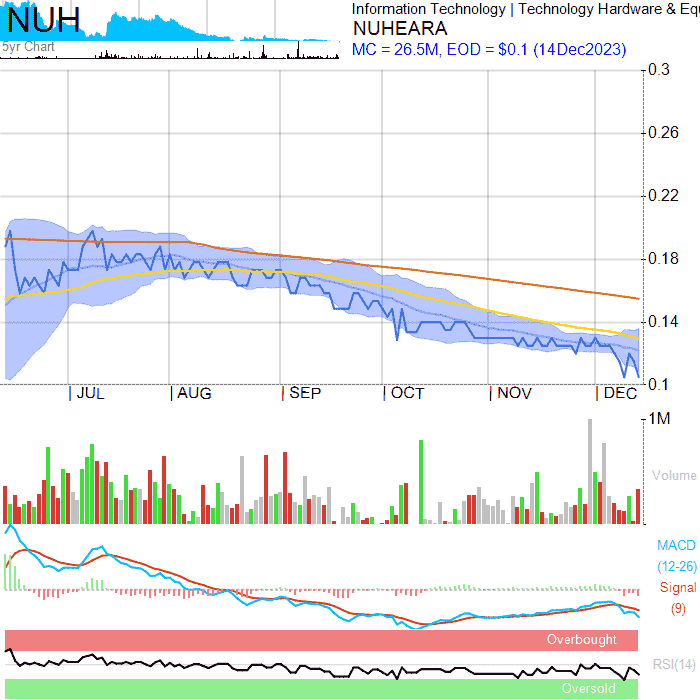 NUH
5yr Chart
Information Technology | Technology Hardware & Equ
NUHEARA
MC = 26.5M, EOD = $0.1 (14Dec2023)
0.3
0.26
0.22
0.18
0.14
0.1
JUL AUG SEP OCT NOV DEC
1M
Volume
MACD
(12-26)
Signal
(9)
Overbought
RSI(14)
Oversold